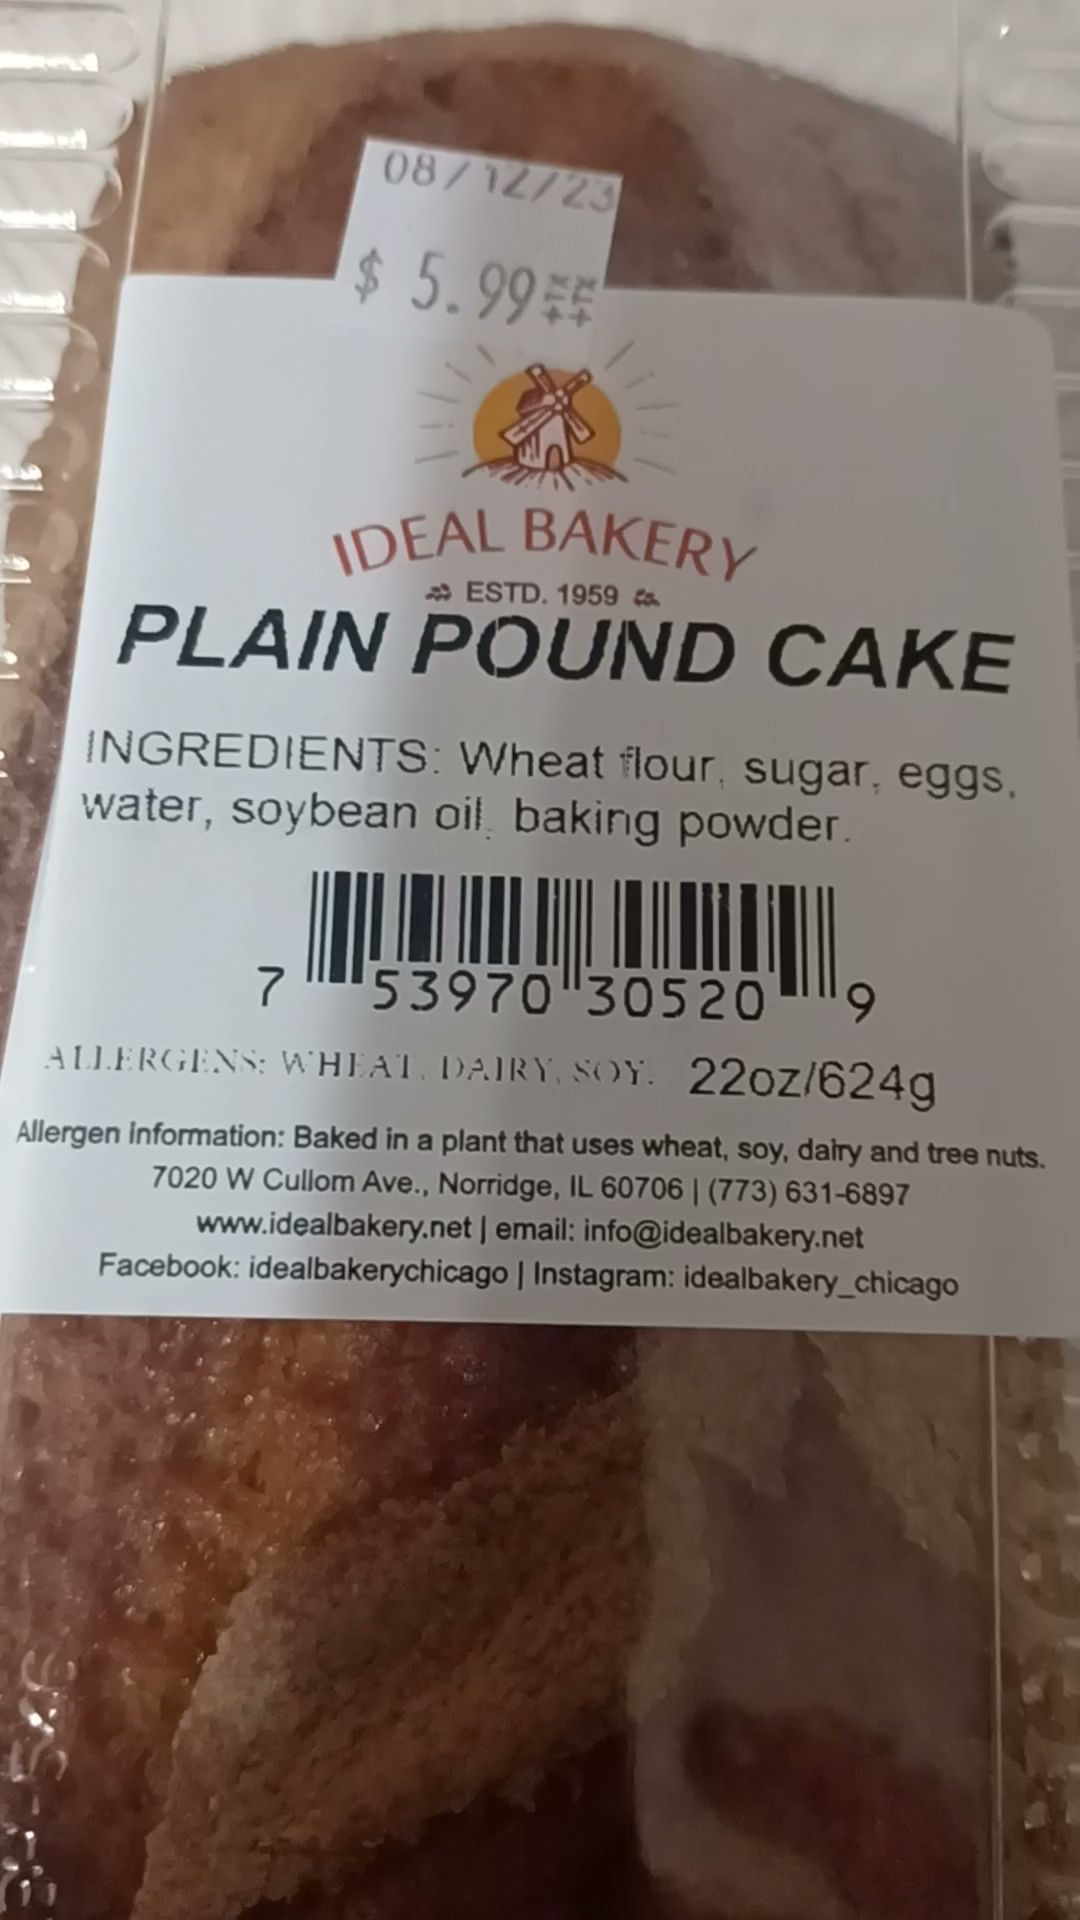 08/12/23
$ 5.99
IDEAL BAKERY
ESTD. 1959
PLAIN POUND CAKE
INGREDIENTS: Wheat flour, sugar, eggs,
water, soybean oil, baking powder.
7 53970 30520 9
ALLERGENS: WHEAT, DAIRY, SOY. 22oz/624g
Allergen information: Baked in a plant that uses wheat, soy, dairy and tree nuts.
7020 W Cullom Ave., Norridge, IL 60706 | (773) 631-6897
www.idealbakery.net | email: info@idealbakery.net
Facebook: idealbakerychicago | Instagram: idealbakery_chicago